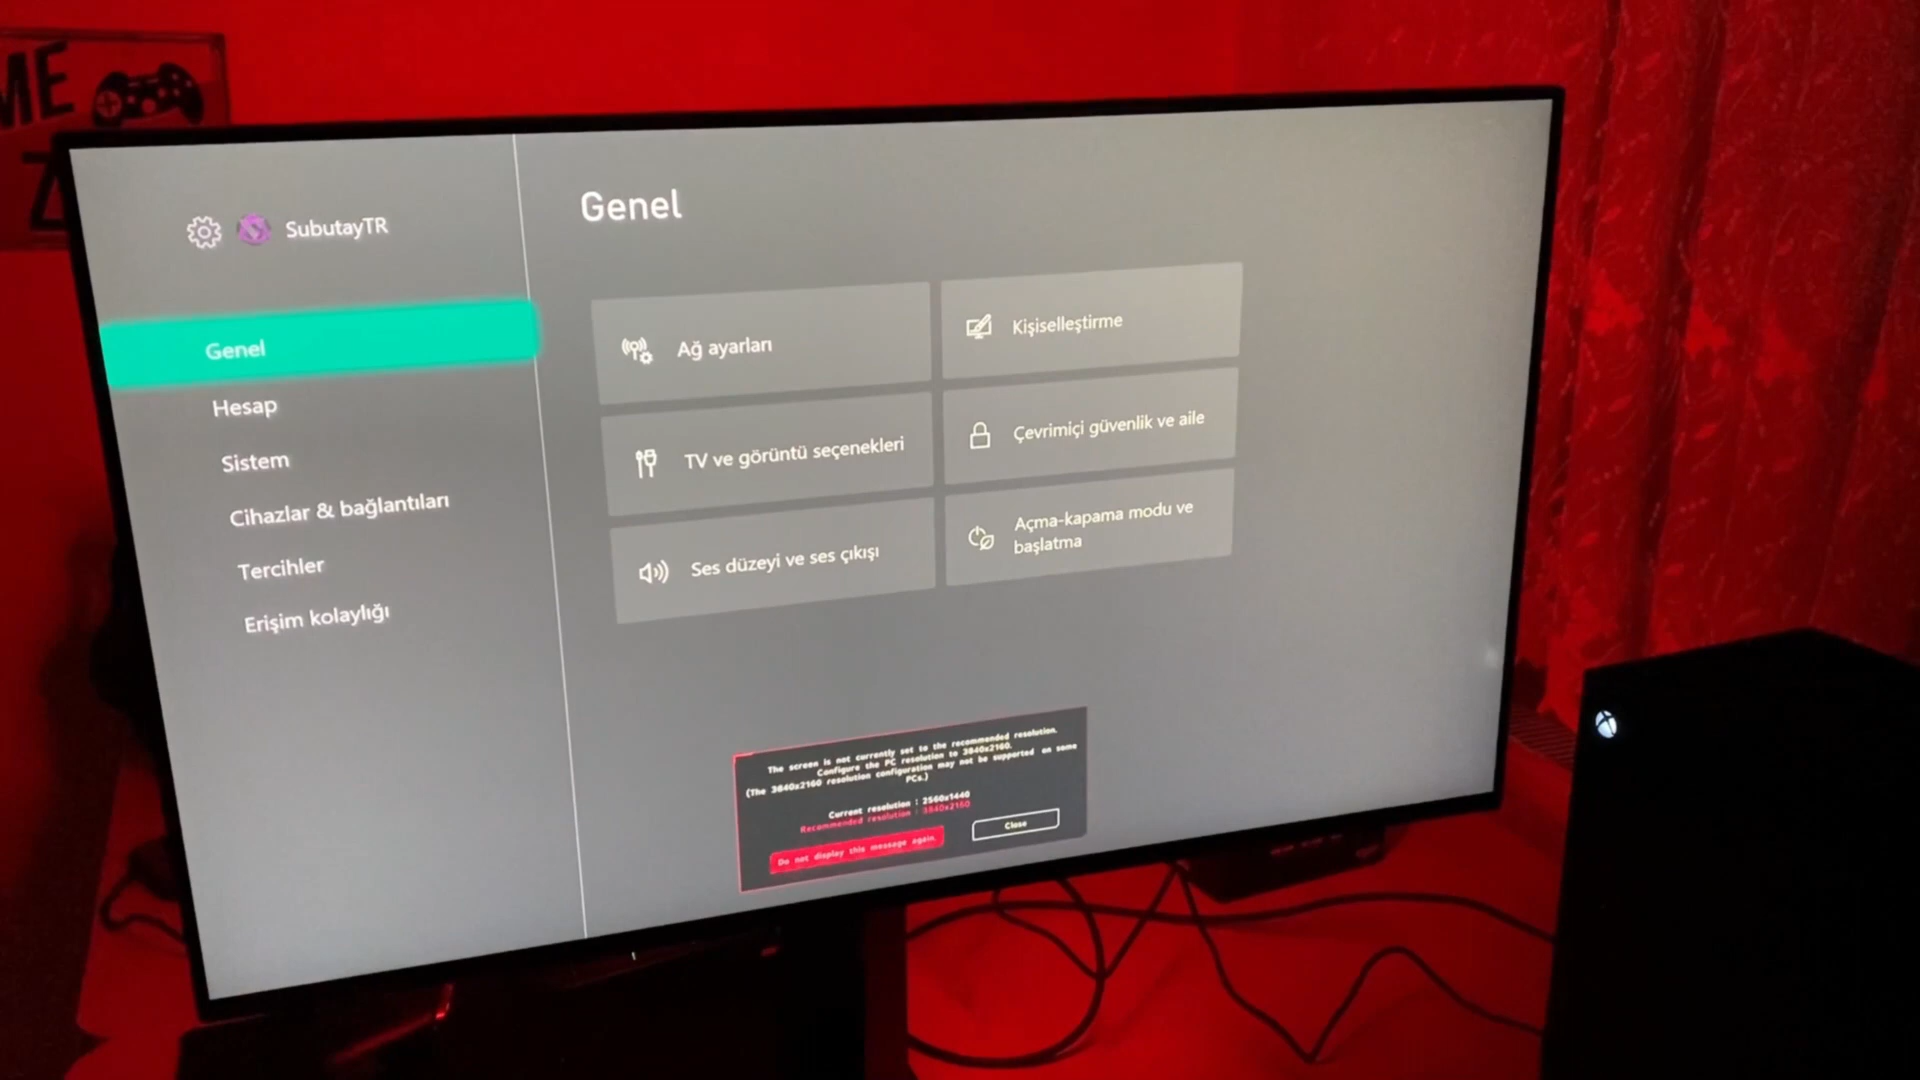 ME
Z
SubutayTR
Genel
Hesap
Sistem
Cihazlar & bağlantıları
Tercihler
Erişim kolaylığı
Genel
Ağ ayarları
Kişiselleştirme
TV ve görüntü seçenekleri
Çevrimiçi güvenlik ve aile
Ses düzeyi ve ses çıkışı
Açma-kapama modu ve
başlatma
The screen is not currently set to the recommended resolution.
Configure the PC resolution to 3840x2160.
(The 3840x2160 resolution configuration may not be supported on some
PCs.)
Current resolution : 2560x1440
Recommended resolution : 3840x2160
Do not display this message again.
Close